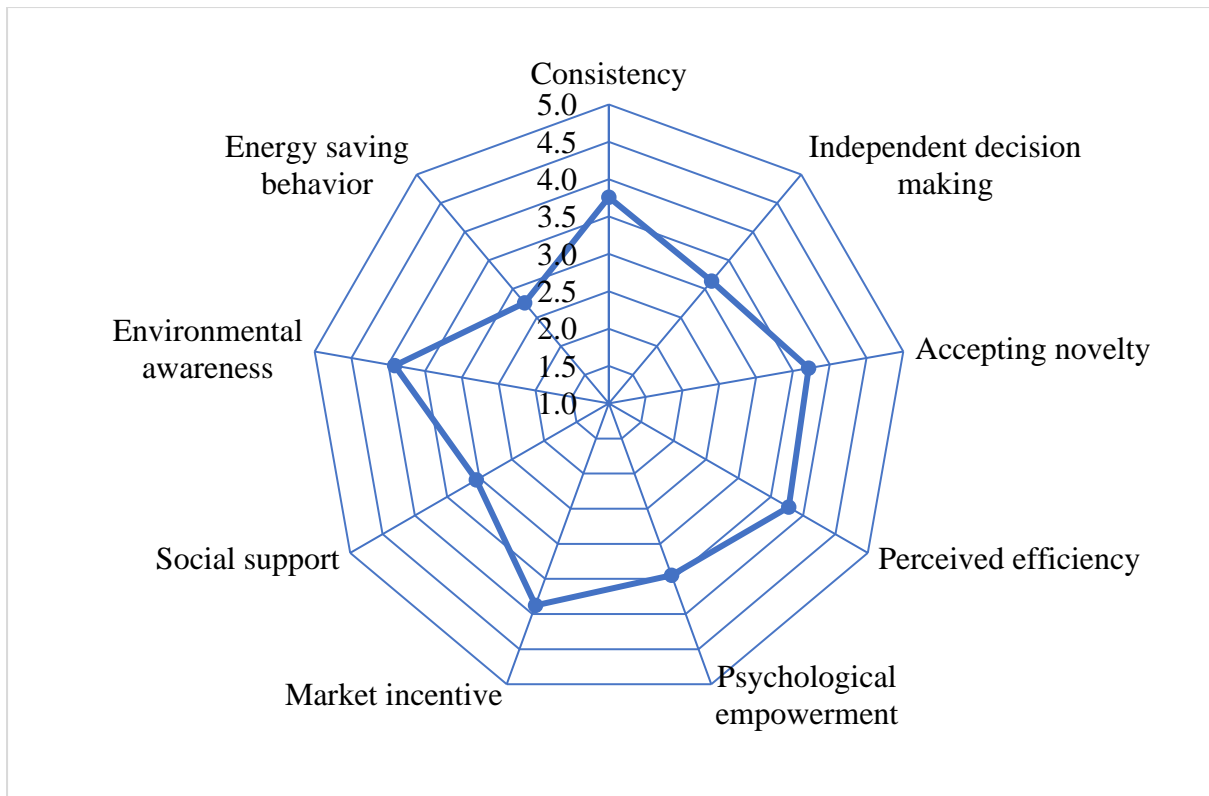 Consistency
5.0
4.5
4.0
3.5
3.0
2.5
2.0
1.5
1.0
Independent decision
making
Accepting novelty
Perceived efficiency
Psychological
empowerment
Market incentive
Social support
Environmental
awareness
Energy saving
behavior